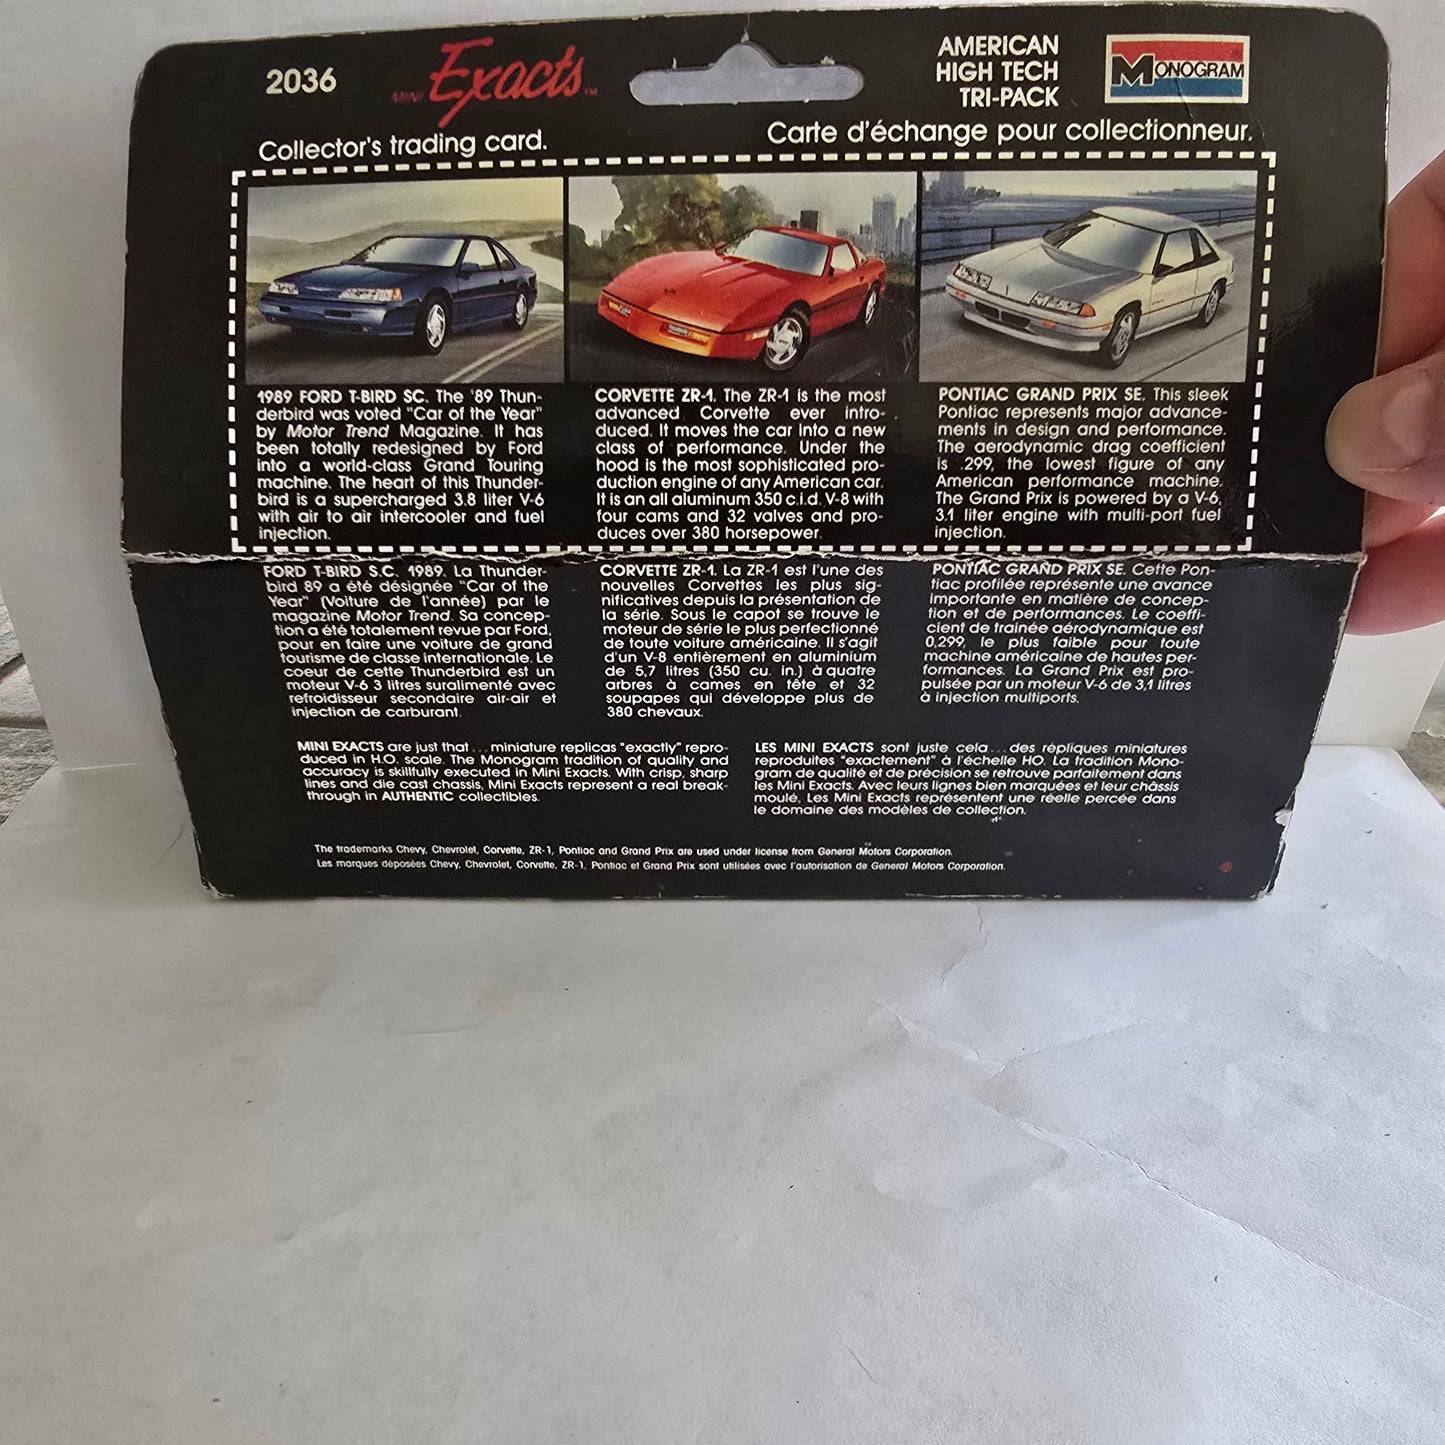 2036
MINI Exacts™
AMERICAN
HIGH TECH
TRI-PACK
MONOGRAM
Collector's trading card.
Carte d'échange pour collectionneur.
1989 FORD T-BIRD SC. The '89 Thun-
derbird was voted "Car of the Year"
by Motor Trend Magazine. It has
been totally redesigned by Ford
into a world-class Grand Touring
machine. The heart of this Thunder-
bird is a supercharged 3.8 liter V-6
with air to air intercooler and fuel
injection.
CORVETTE ZR-1. The ZR-1 is the most
advanced Corvette ever intro-
duced. It moves the car into a new
class of performance. Under the
hood is the most sophisticated pro-
duction engine of any American car.
It is an all aluminum 350 c.i.d. V-8 with
four cams and 32 valves and pro-
duces over 380 horsepower.
PONTIAC GRAND PRIX SE. This sleek
Pontiac represents major advance-
ments in design and performance.
The aerodynamic drag coefficient
is .299, the lowest figure of any
American performance machine.
The Grand Prix is powered by a V-6,
3.1 liter engine with multi-port fuel
injection.
FORD T-BIRD S.C. 1989. La Thunder-
bird 89 a été désignée "Car of the
Year" (Voiture de l'année) par le
magazine Motor Trend. Sa concep-
tion a été totalement revue par Ford,
pour en faire une voiture de grand
tourisme de classe internationale. Le
coeur de cette Thunderbird est un
moteur V-6 3 litres suralimenté avec
retroidisseur secondaire air-air et
injection de carburant.
CORVETTE ZR-1. La ZR-1 est l'une des
nouvelles Corvettes les plus sig-
nificatives depuis la présentation de
la série. Sous le capot se trouve le
moteur de série le plus perfectionné
de toute voiture américaine. Il s'agit
d'un V-8 entièrement en aluminium
de 5,7 litres (350 cu. in.) à quatre
arbres à cames en tête et 32
soupapes qui développe plus de
380 chevaux.
PONTIAC GRAND PRIX SE. Cette Pon-
tiac profilée représente une avance
importante en matière de concep-
tion et de performances. Le coeffi-
cient de trainée aérodynamique est
0,299, le plus faible pour toute
machine américaine de hautes per-
formances. La Grand Prix est pro-
pulsée par un moteur V-6 de 3,1 litres
à injection multiports.
MINI EXACTS are just that . . . miniature replicas "exactly" repro-
duced in H.O. scale. The Monogram tradition of quality and
accuracy is skillfully executed in Mini Exacts. With crisp, sharp
lines and die cast chassis, Mini Exacts represent a real break-
through in AUTHENTIC collectibles.
LES MINI EXACTS sont juste cela . . . des répliques miniatures
reproduites "exactement" à l'échelle HO. La tradition Mono-
gram de qualité et de précision se retrouve parfaitement dans
les Mini Exacts. Avec leurs lignes bien marquées et leur châssis
moulé, Les Mini Exacts représentent une réelle percée dans
le domaine des modèles de collection.
The trademarks Chevy, Chevrolet, Corvette, ZR-1, Pontiac and Grand Prix are used under license from General Motors Corporation.
Les marques déposées Chevy, Chevrolet, Corvette, ZR-1, Pontiac et Grand Prix sont utilisées avec l'autorisation de General Motors Corporation.